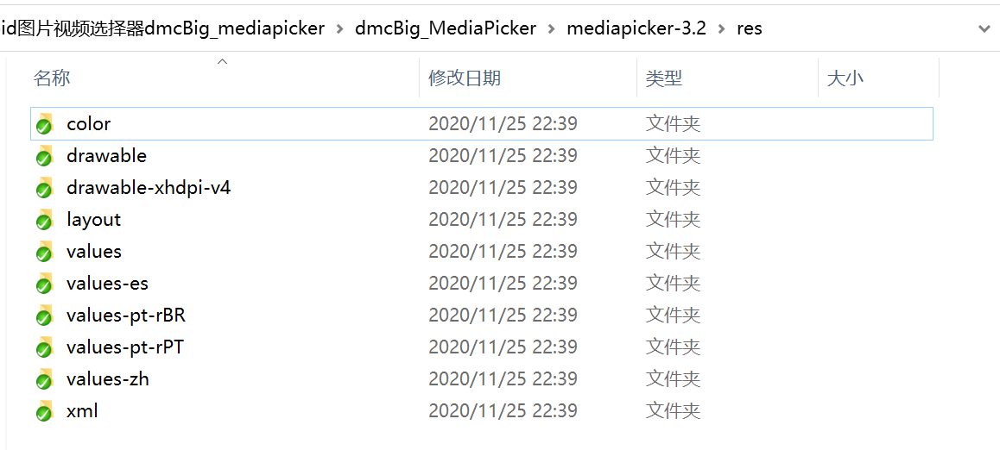 id图片视频选择器dmcBig_mediapicker > dmcBig_MediaPicker > mediapicker-3.2 > res
名称 修改日期 类型 大小
color 2020/11/25 22:39 文件夹
drawable 2020/11/25 22:39 文件夹
drawable-xhdpi-v4 2020/11/25 22:39 文件夹
layout 2020/11/25 22:39 文件夹
values 2020/11/25 22:39 文件夹
values-es 2020/11/25 22:39 文件夹
values-pt-rBR 2020/11/25 22:39 文件夹
values-pt-rPT 2020/11/25 22:39 文件夹
values-zh 2020/11/25 22:39 文件夹
xml 2020/11/25 22:39 文件夹